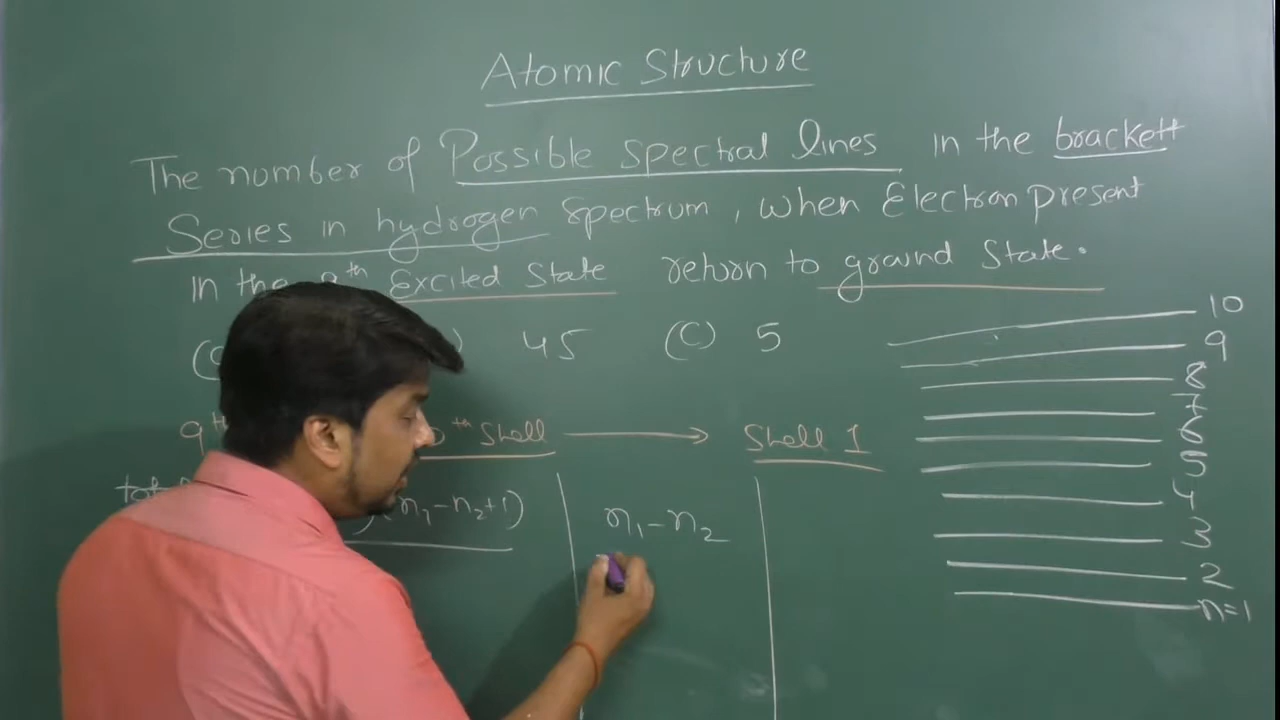 Atomic Structure
The number of Possible spectral lines in the brackett
Series in hydrogen Spectrum, when Electron present
In the th Excited State return to ground State.
45 (C) 5
9th th Shell → Shell 1
n₁-n₂+1)
n₁-n₂
10
9
8
7
6
5
4
3
2
n=1